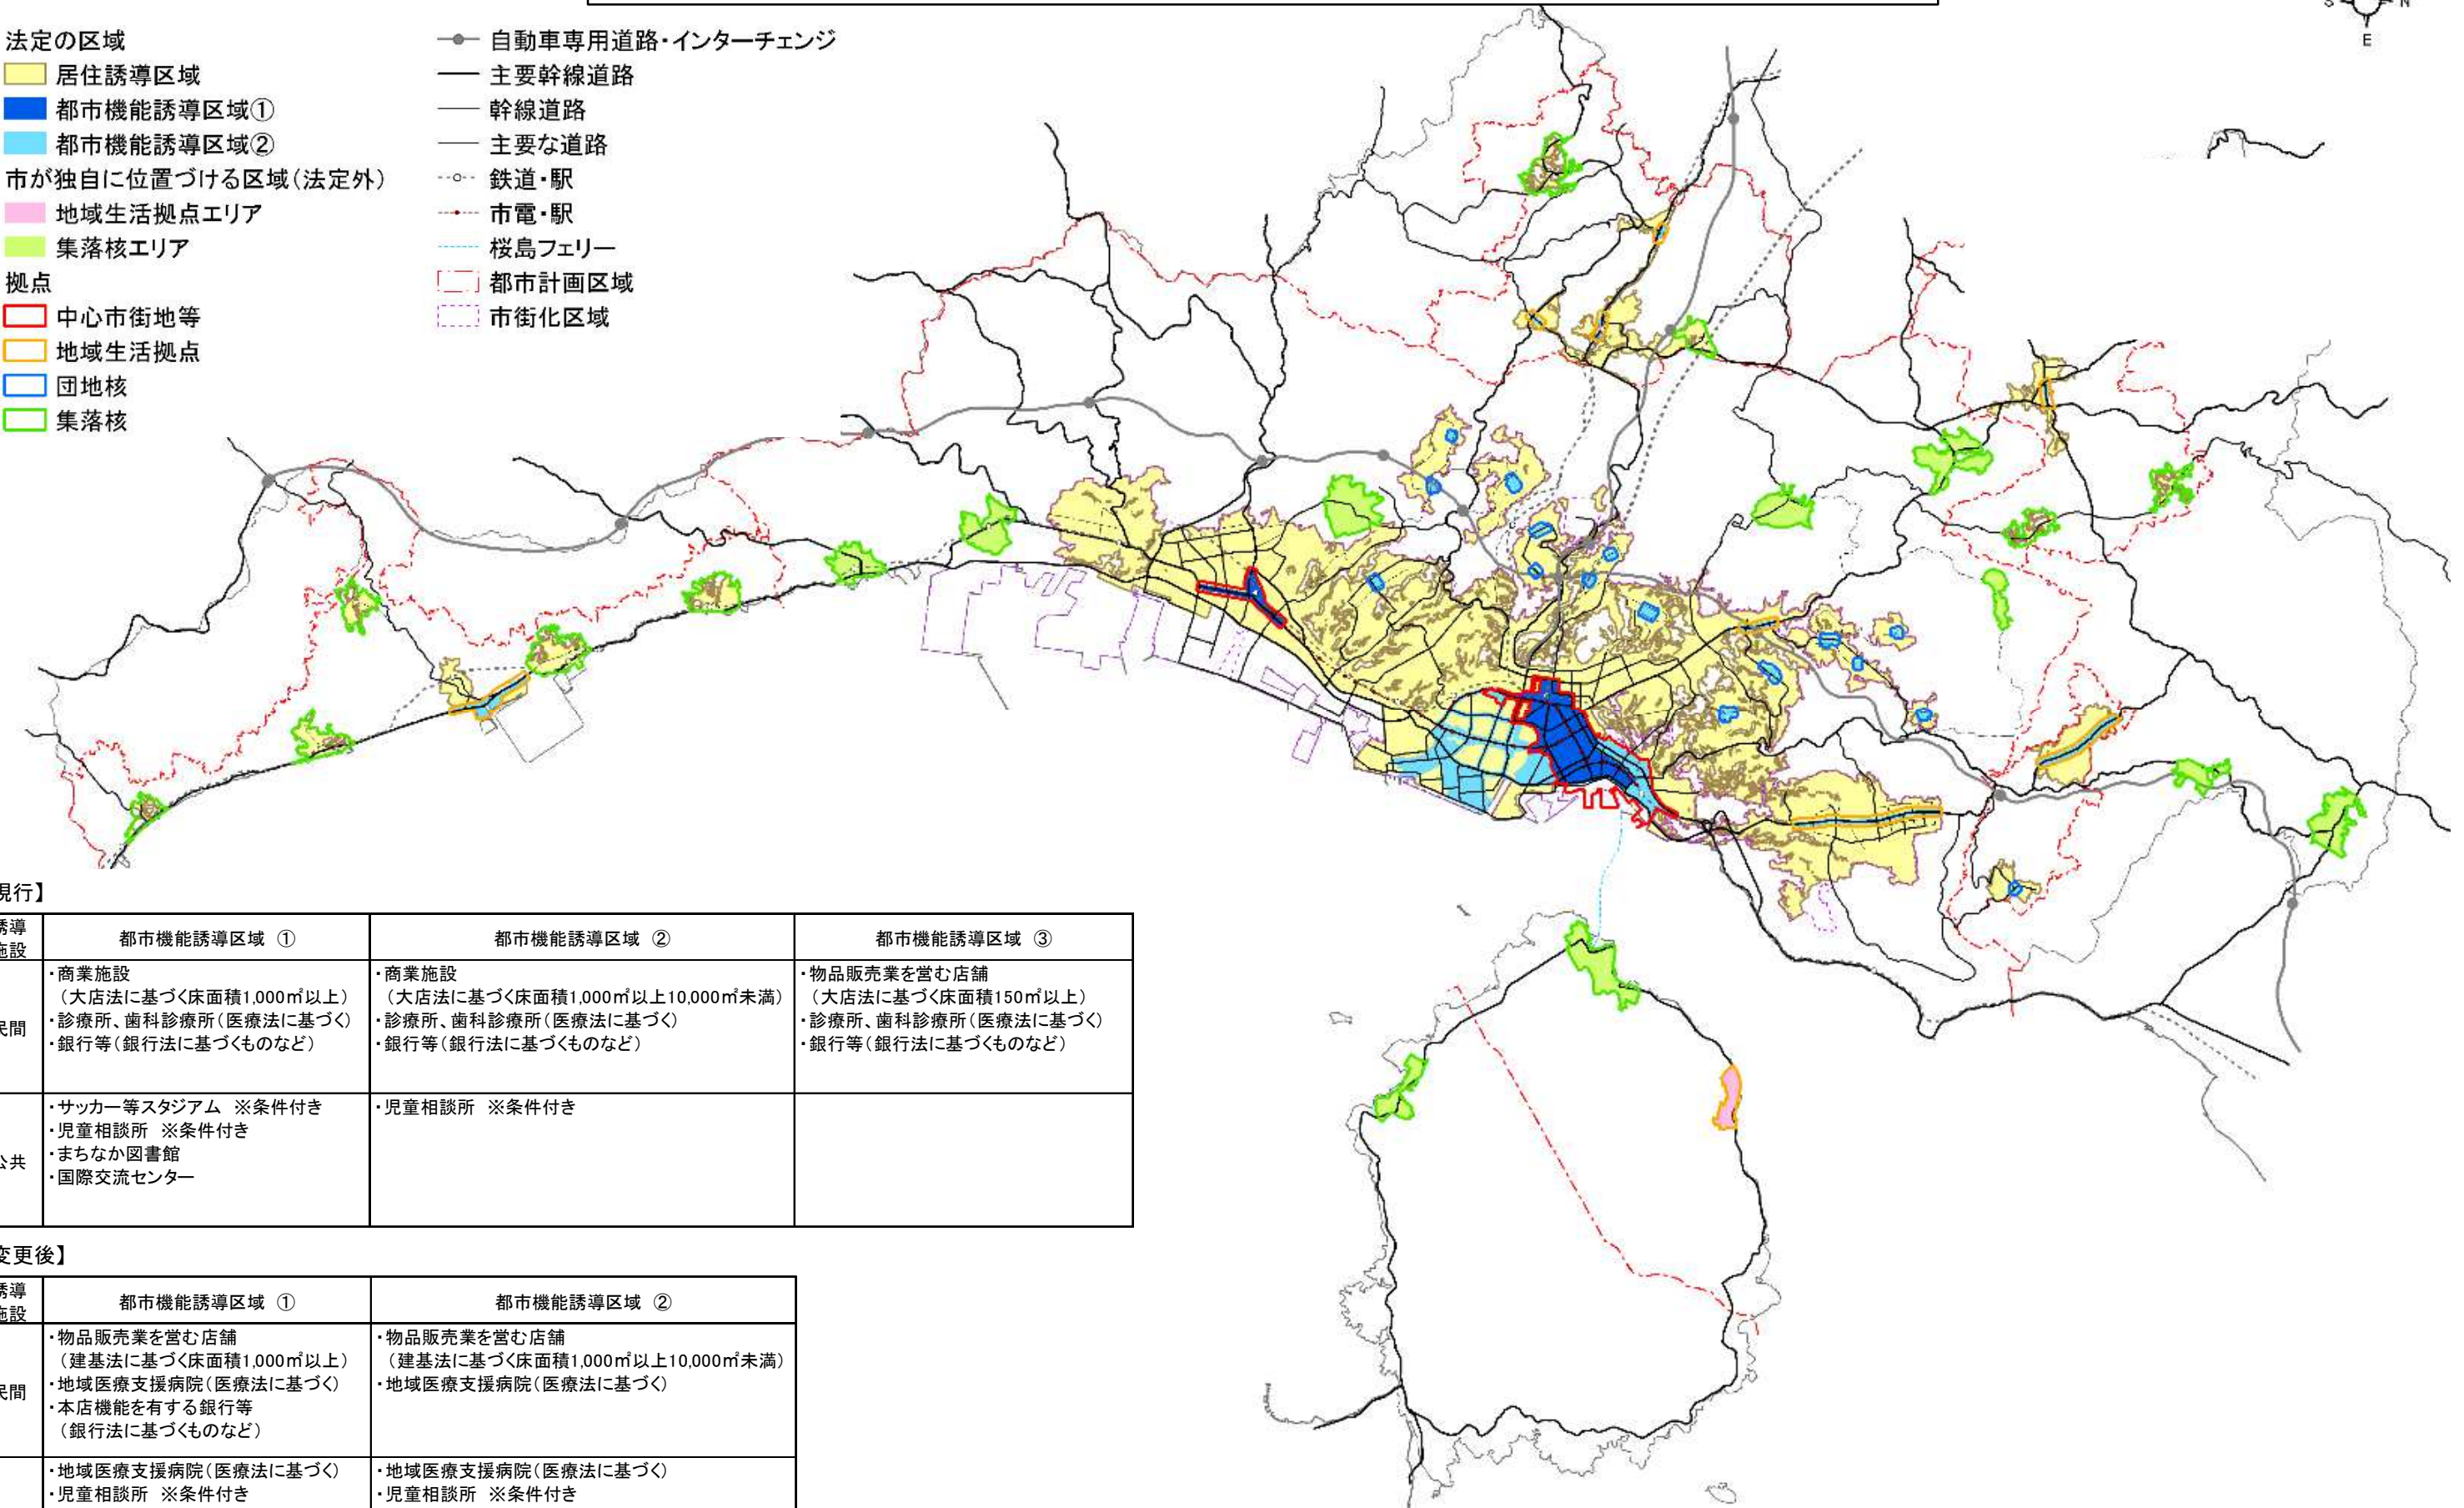 S N
E
法定の区域
居住誘導区域
都市機能誘導区域①
都市機能誘導区域②
市が独自に位置づける区域（法定外）
地域生活拠点エリア
集落核エリア
拠点
中心市街地等
地域生活拠点
団地核
集落核
自動車専用道路・インターチェンジ
主要幹線道路
幹線道路
主要な道路
鉄道・駅
市電・駅
桜島フェリー
都市計画区域
市街化区域
現行】
誘導
施設
都市機能誘導区域 ①
都市機能誘導区域 ②
都市機能誘導区域 ③
民間
・商業施設
（大店法に基づく床面積1,000㎡以上）
・診療所、歯科診療所（医療法に基づく）
・銀行等（銀行法に基づくものなど）
・商業施設
（大店法に基づく床面積1,000㎡以上10,000㎡未満）
・診療所、歯科診療所（医療法に基づく）
・銀行等（銀行法に基づくものなど）
・物品販売業を営む店舗
（大店法に基づく床面積150㎡以上）
・診療所、歯科診療所（医療法に基づく）
・銀行等（銀行法に基づくものなど）
公共
・サッカー等スタジアム ※条件付き
・児童相談所 ※条件付き
・まちなか図書館
・国際交流センター
・児童相談所 ※条件付き
変更後】
誘導
施設
都市機能誘導区域 ①
都市機能誘導区域 ②
民間
・物品販売業を営む店舗
（建基法に基づく床面積1,000㎡以上）
・地域医療支援病院（医療法に基づく）
・本店機能を有する銀行等
（銀行法に基づくものなど）
・物品販売業を営む店舗
（建基法に基づく床面積1,000㎡以上10,000㎡未満）
・地域医療支援病院（医療法に基づく）
・地域医療支援病院（医療法に基づく）
・児童相談所 ※条件付き
・地域医療支援病院（医療法に基づく）
・児童相談所 ※条件付き